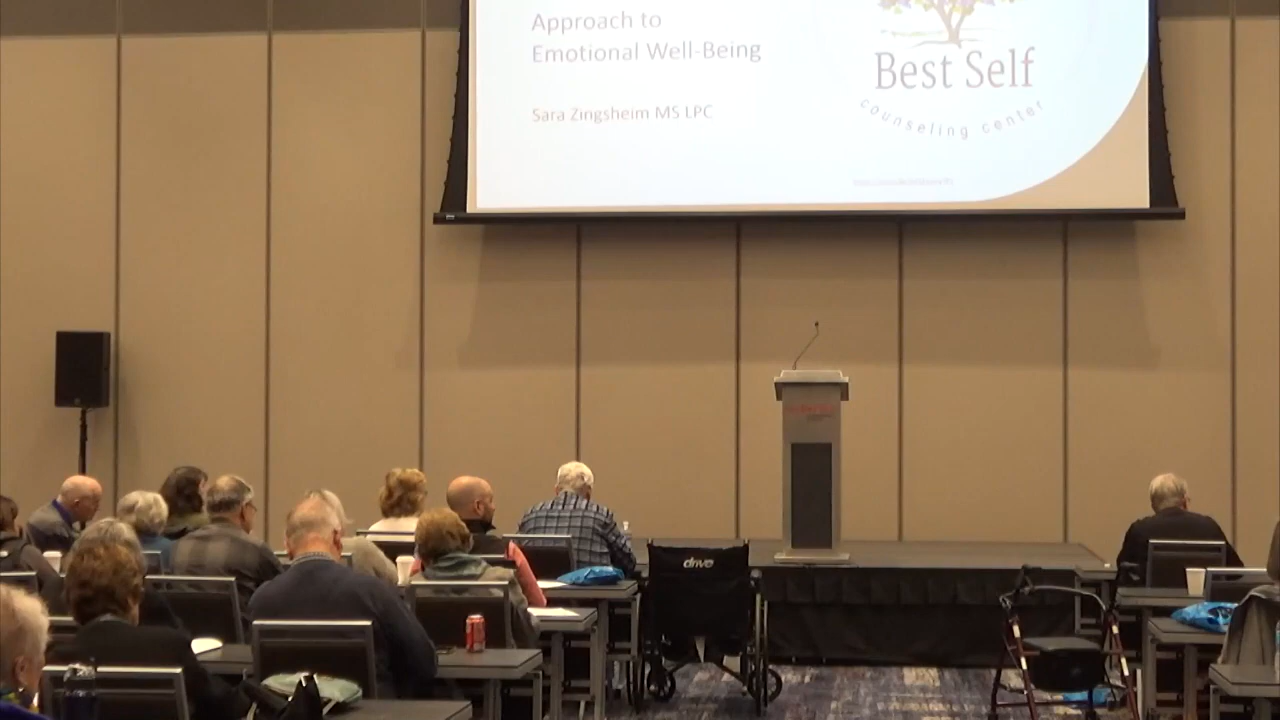 Approach to
Emotional Well-Being
Sara Zingsheim MS LPC
Best Self
counseling center
drive